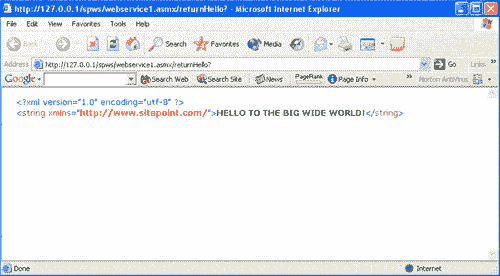 http://127.0.0.1/spws/webservice1.asmx/returnHello? - Microsoft Internet Explorer
File Edit View Favorites Tools Help
Back Search Favorites Media
Address http://127.0.0.1/spws/webservice1.asmx/returnHello? Go Links »
Google Search Web Search Site News PageRank Page Info » Norton AntiVirus
<?xml version="1.0" encoding="utf-8" ?>
<string xmlns="http://www.sitepoint.com/">HELLO TO THE BIG WIDE WORLD!</string>
Done Internet